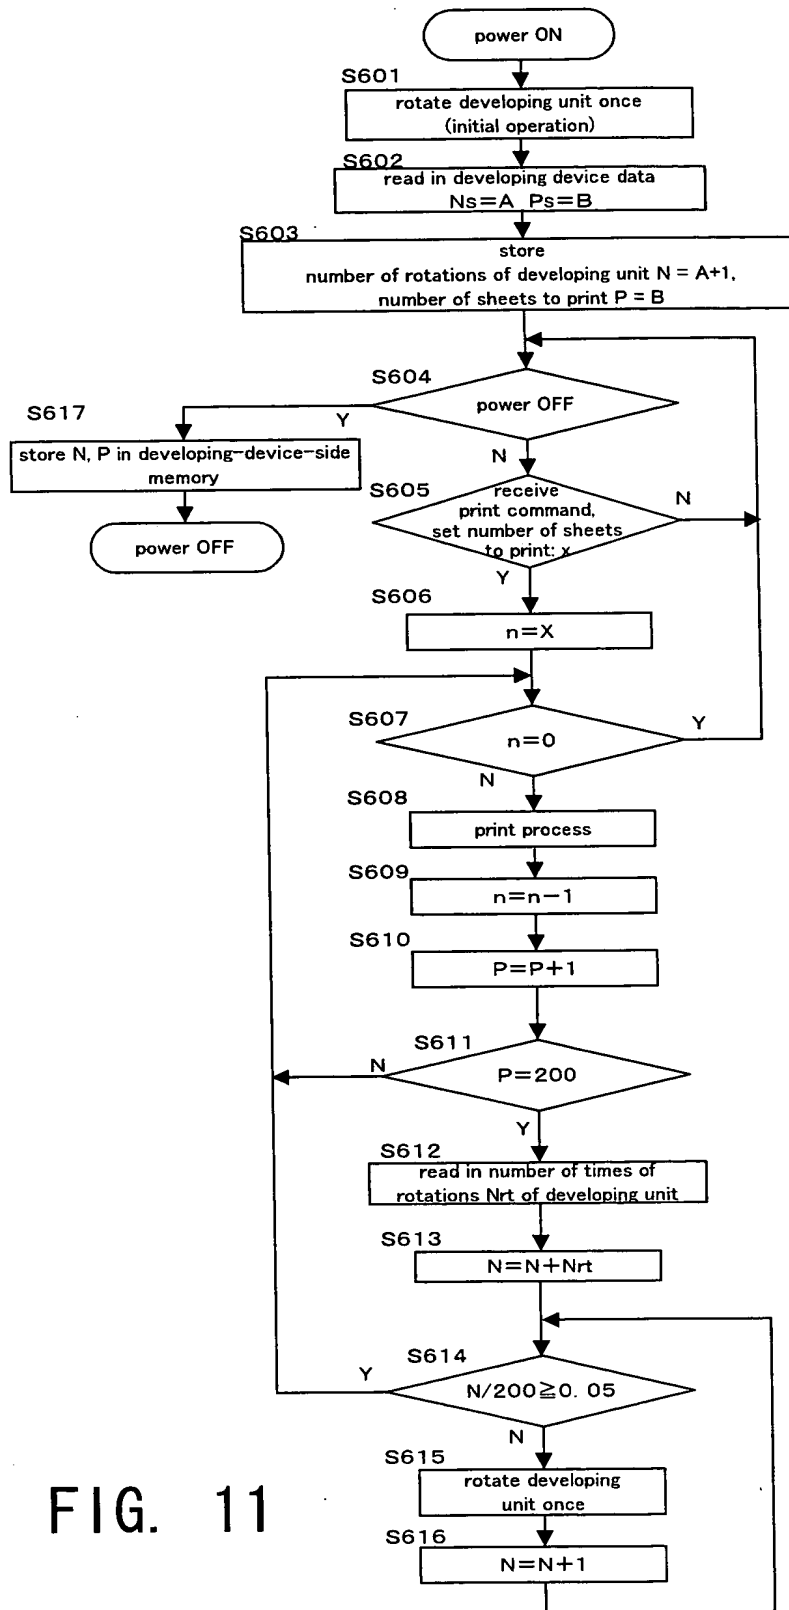 power ON
S601
rotate developing unit once
(initial operation)
S602
read in developing device data
Ns=A Ps=B
S603
store
number of rotations of developing unit N = A+1,
number of sheets to print P = B
S604
power OFF
Y
N
S617
store N, P in developing-device-side
memory
power OFF
S605
receive
print command,
set number of sheets
to print: x
N
Y
S606
n=X
S607
n=0
Y
N
S608
print process
S609
n=n-1
S610
P=P+1
S611
P=200
N
Y
S612
read in number of times of
rotations Nrt of developing unit
S613
N=N+Nrt
S614
N/200≧0. 05
Y
N
S615
rotate developing
unit once
S616
N=N+1
FIG. 11